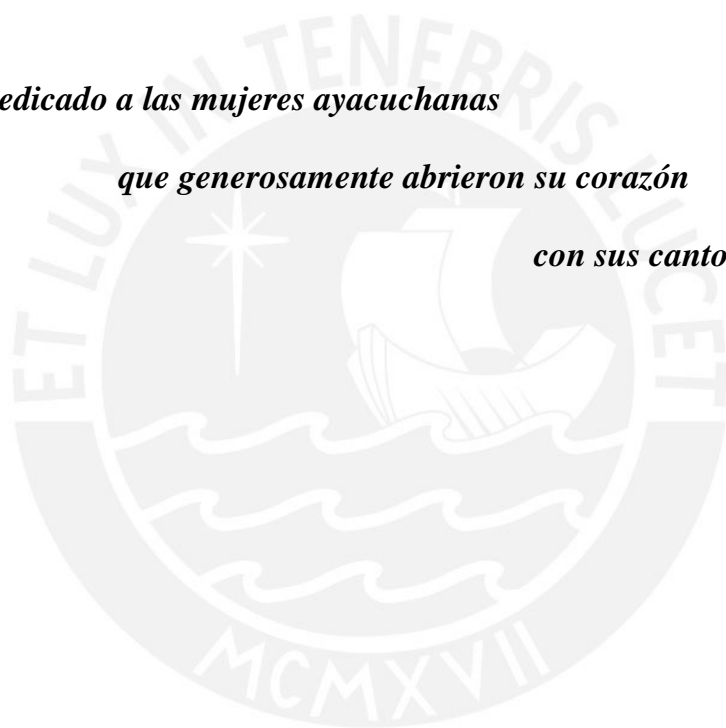 edicado a las mujeres ayacuchanas
que generosamente abrieron su corazón
con sus canto
ET LUX IN TENEBRIS LUCET
MCMXVII